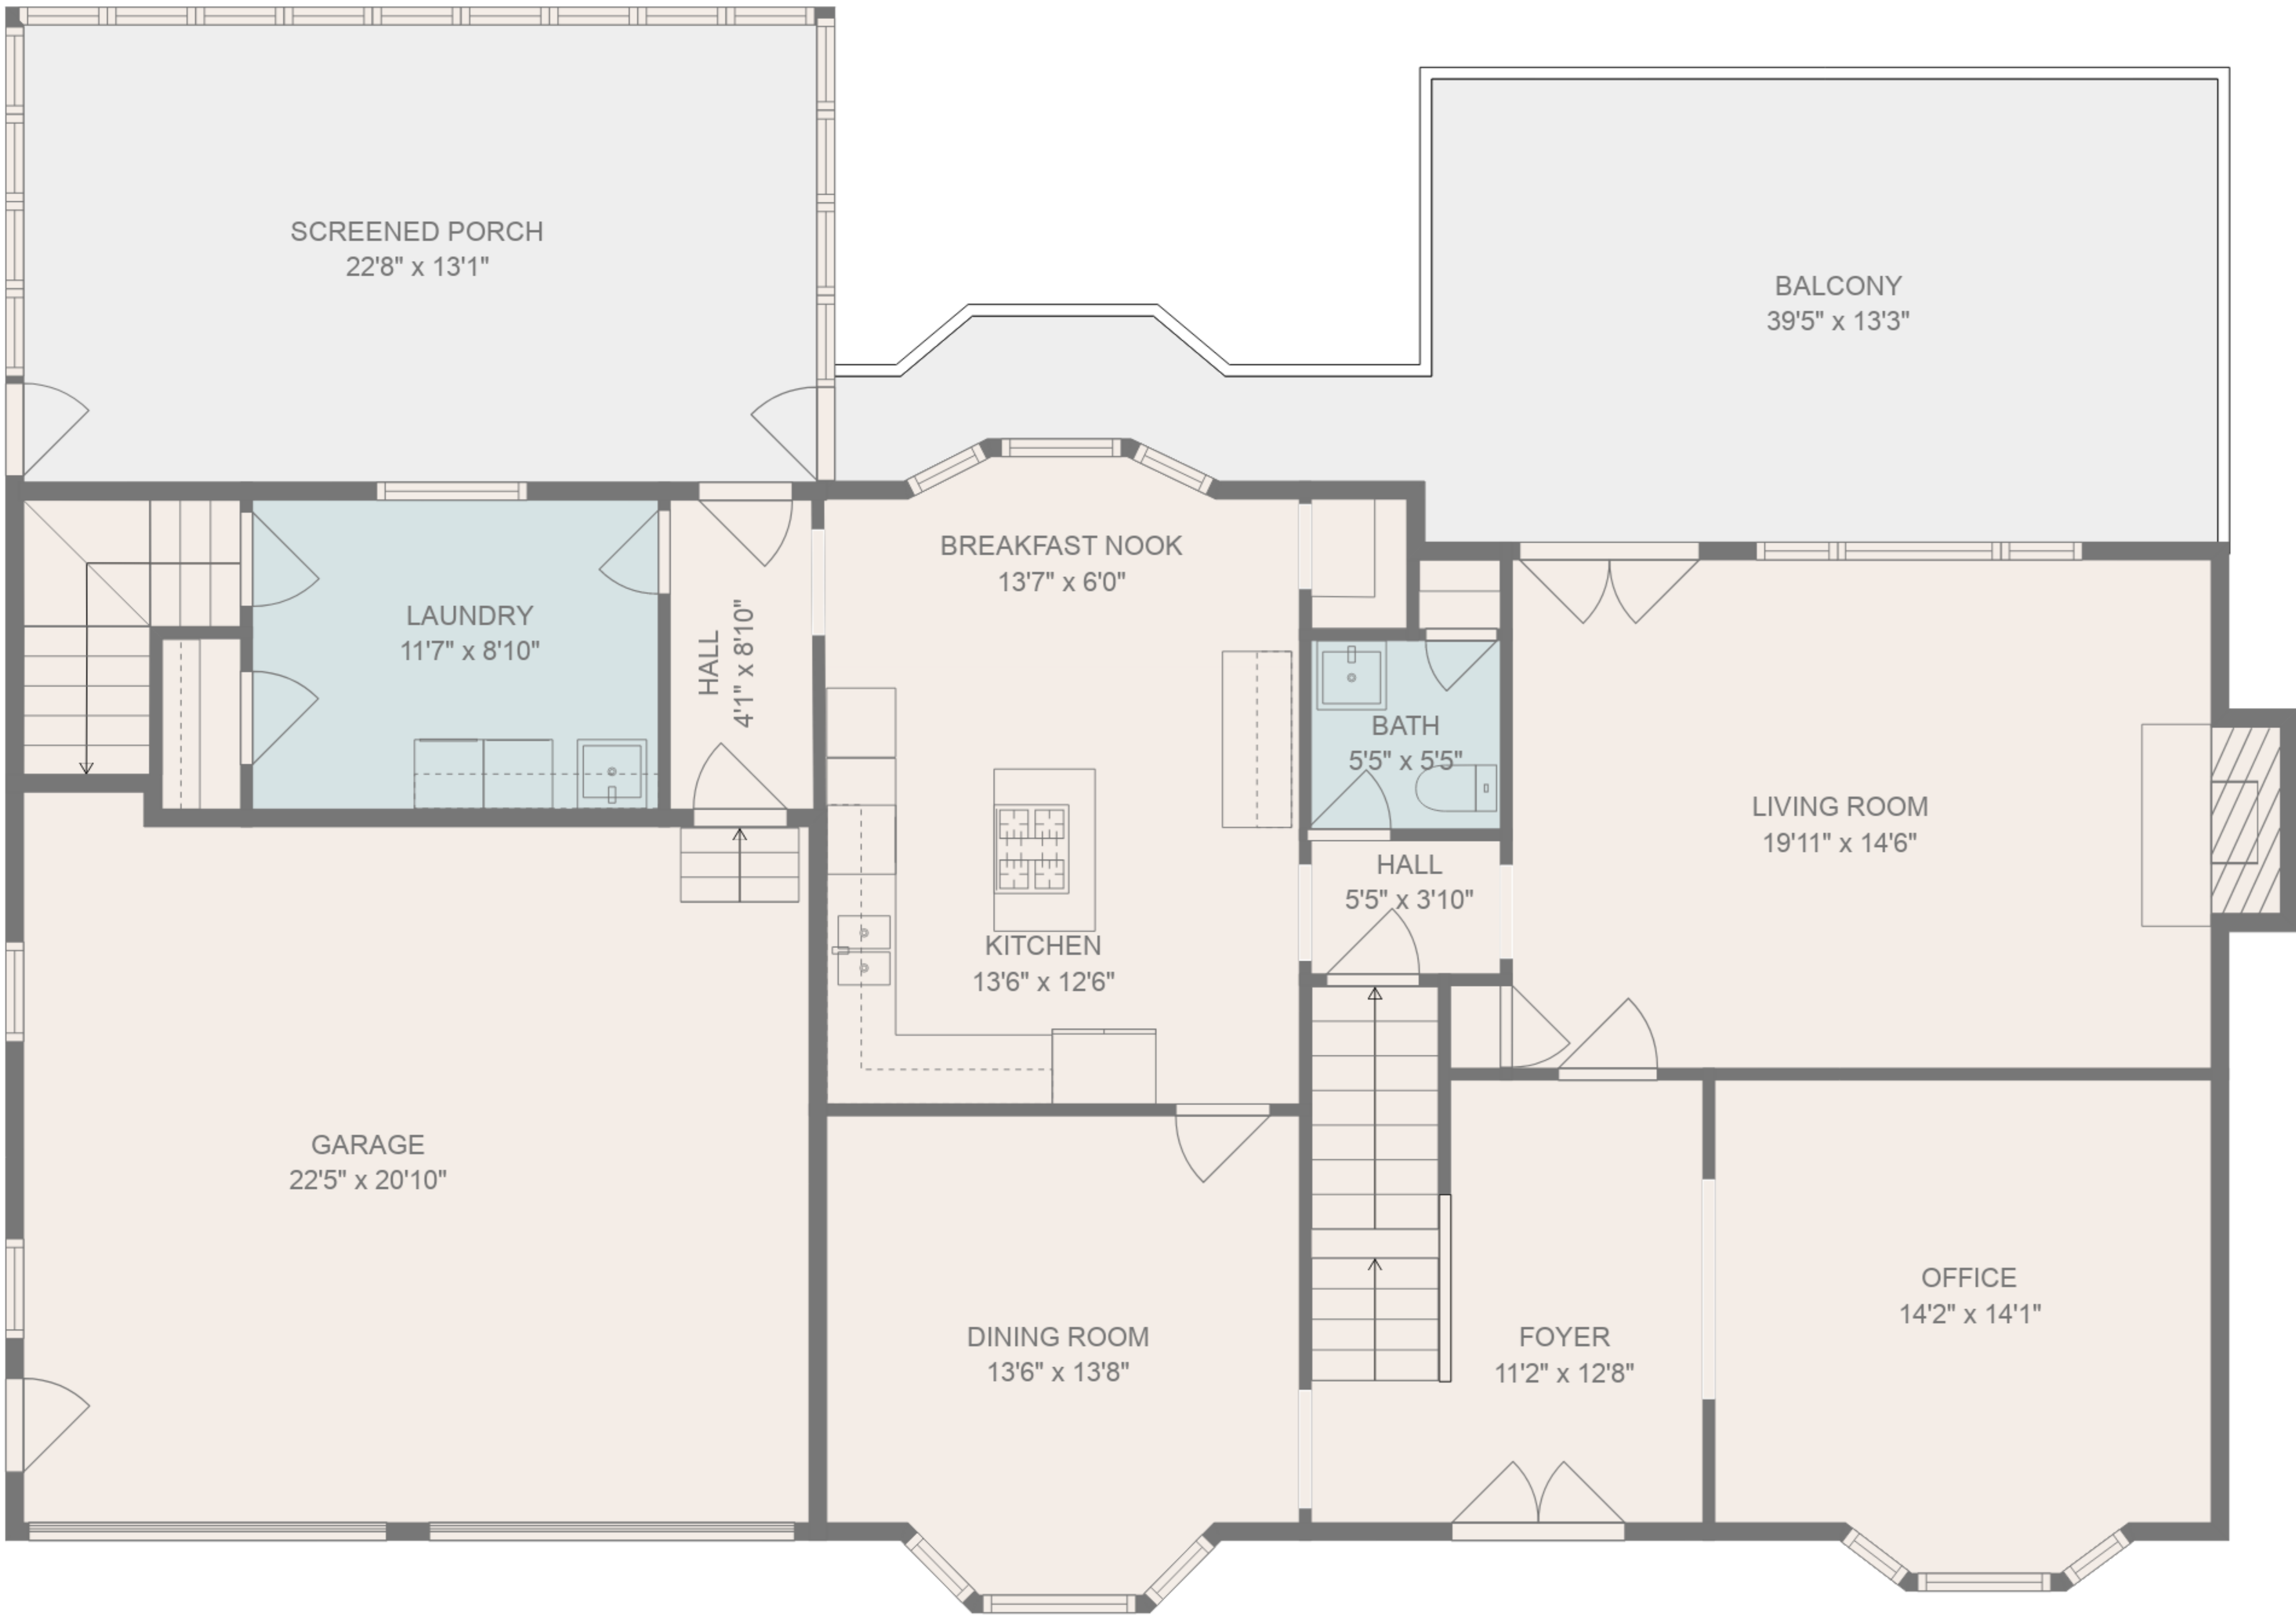 SCREENED PORCH
22'8" x 13'1"
BALCONY
39'5" x 13'3"
BREAKFAST NOOK
13'7" x 6'0"
LAUNDRY
11'7" x 8'10"
HALL
4'1" x 8'10"
BATH
5'5" x 5'5"
LIVING ROOM
19'11" x 14'6"
HALL
5'5" x 3'10"
KITCHEN
13'6" x 12'6"
GARAGE
22'5" x 20'10"
OFFICE
14'2" x 14'1"
DINING ROOM
13'6" x 13'8"
FOYER
11'2" x 12'8"